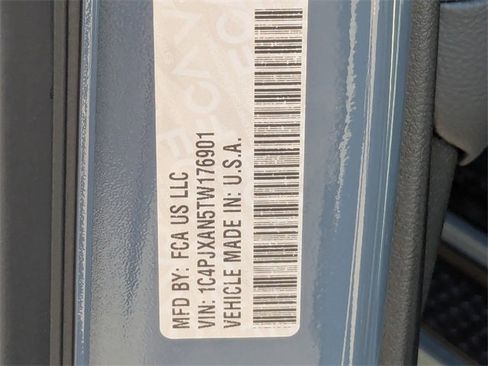 MFD BY: FCA US LLC
VIN: 1C4PJXAN5TW176901
VEHICLE MADE IN: U.S.A.